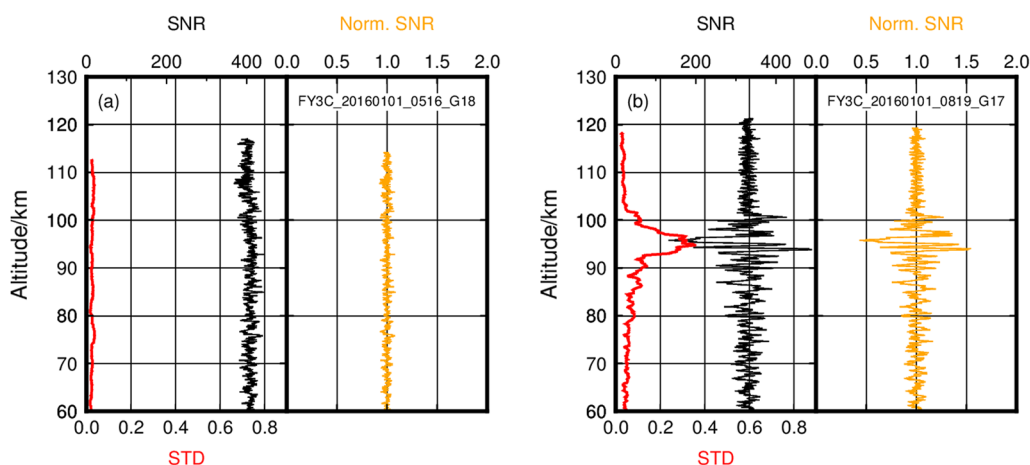 SNR Norm. SNR
0 200 400 0.0 0.5 1.0 1.5 2.0
130
(a) FY3C_20160101_0516_G18
120
110
100
90
80
70
60
Altitude/km
0.0 0.2 0.4 0.6 0.8
STD
SNR Norm. SNR
0 200 400 0.0 0.5 1.0 1.5 2.0
130
(b) FY3C_20160101_0819_G17
120
110
100
90
80
70
60
Altitude/km
0.0 0.2 0.4 0.6 0.8
STD